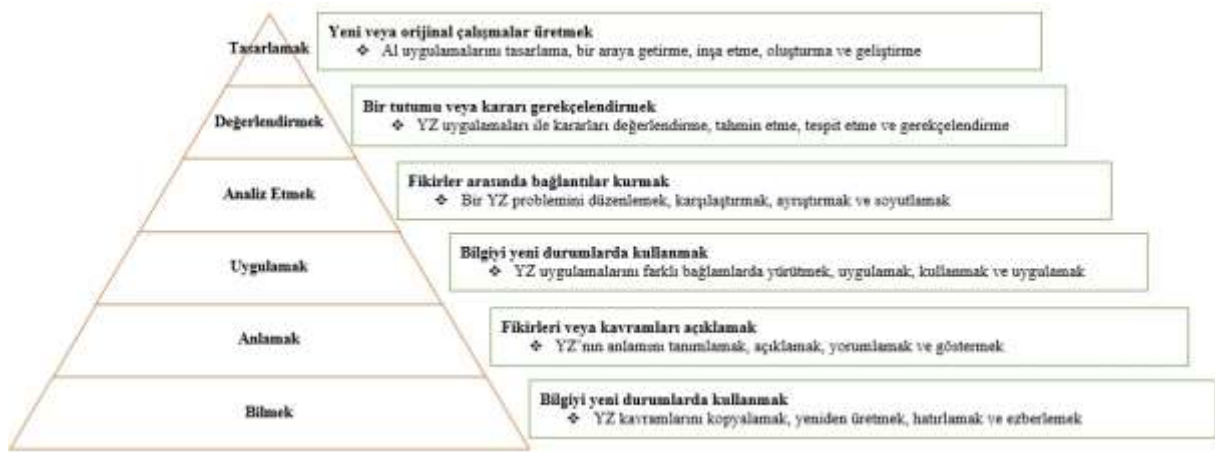 Tasarlamak
Yeni veya orijinal çalışmalar üretmek
❖ AI uygulamalarını tasarlama, bir araya getirme, inşa etme, oluşturma ve geliştirme
Değerlendirmek
Bir tutumu veya kararı gerekçelendirmek
❖ YZ uygulamaları ile kararları değerlendirme, tahmin etme, tespit etme ve gerekçelendirme
Analiz Etmek
Fikirler arasında bağlantılar kurmak
❖ Bir YZ problemini düzenlemek, karşılaştırmak, ayrıştırmak ve soyutlamak
Uygulamak
Bilgiyi yeni durumlarda kullanmak
❖ YZ uygulamalarını farklı bağlamlarda yürütmek, uygulamak, kullanmak ve uygulamak
Anlamak
Fikirleri veya kavramları açıklamak
❖ YZ'nın anlamını tanımlamak, açıklamak, yorumlamak ve göstermek
Bilmek
Bilgiyi yeni durumlarda kullanmak
❖ YZ kavramlarını kopyalamak, yeniden üretmek, hatırlamak ve ezberlemek